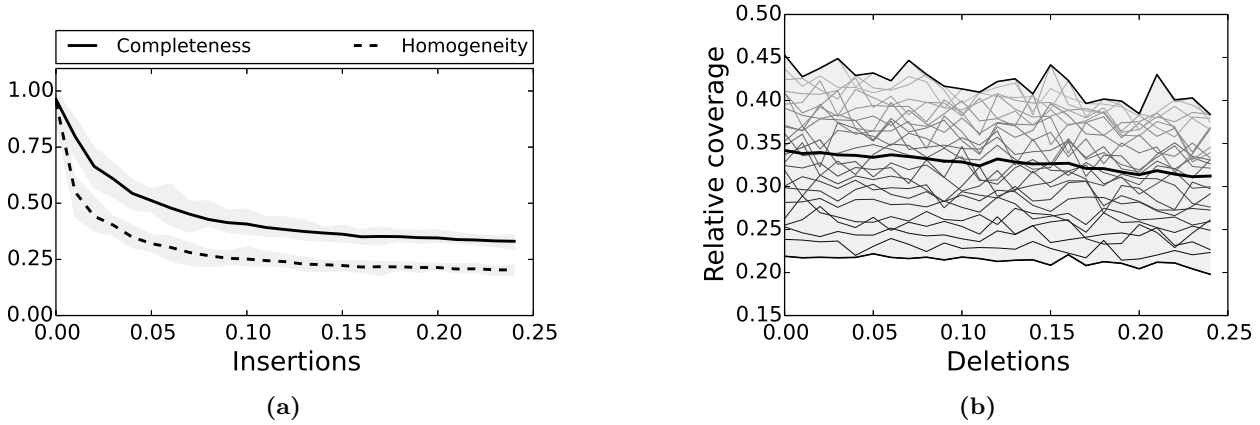 Completeness
Homogeneity
1.00
0.75
0.50
0.25
0.00
0.00 0.05 0.10 0.15 0.20 0.25
Insertions
(a)
0.50
0.45
0.40
0.35
0.30
0.25
0.20
0.15
Relative coverage
0.00 0.05 0.10 0.15 0.20 0.25
Deletions
(b)